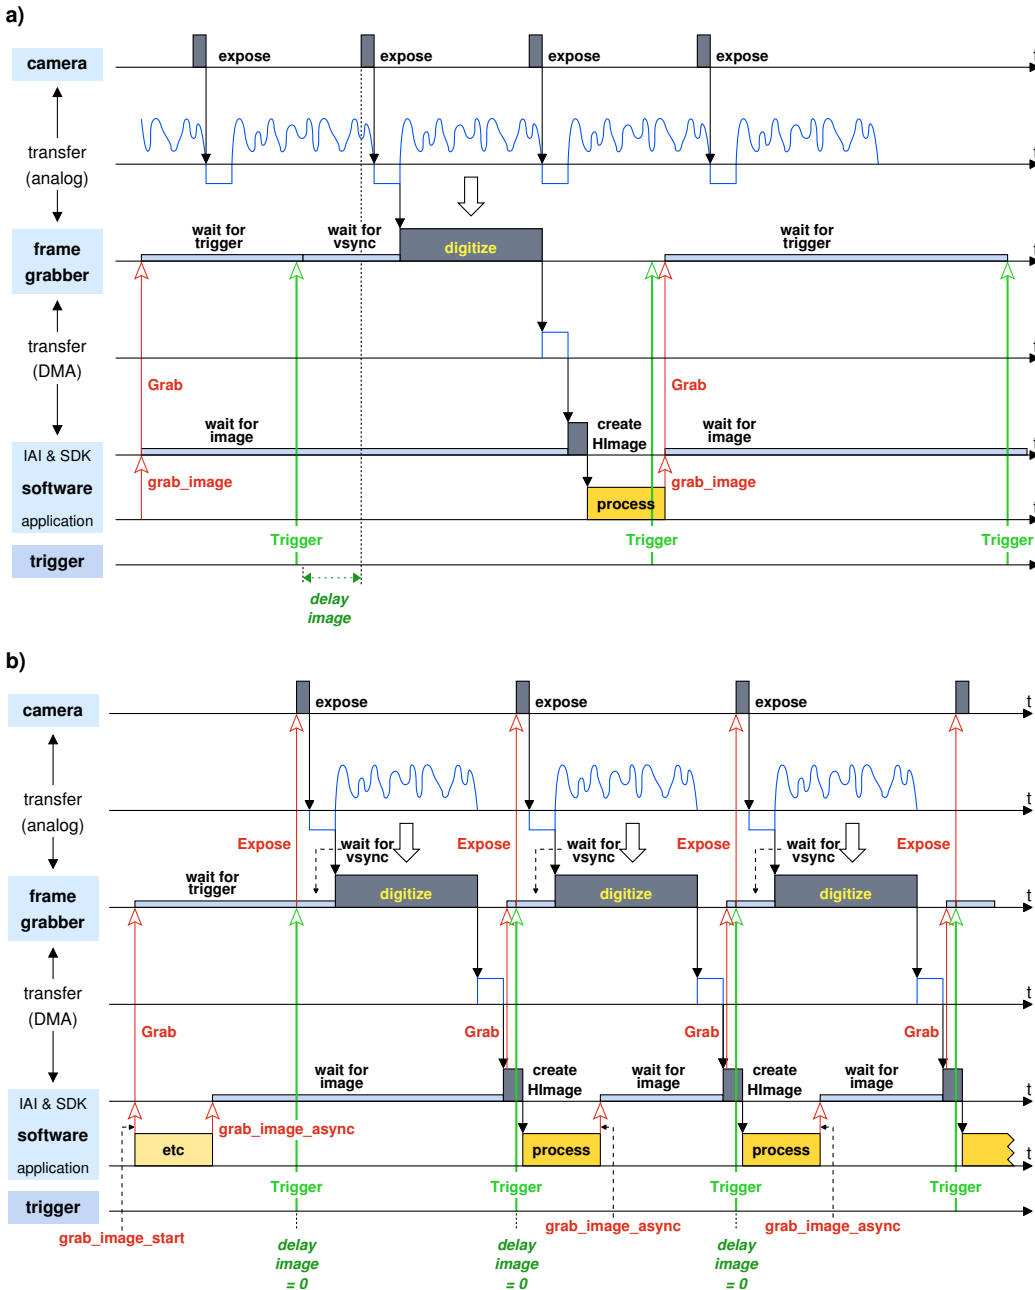 a)
expose
expose
expose
expose
camera
t
transfer
(analog)
t
wait for
trigger
wait for
vsync
wait for
trigger
frame
grabber
digitize
t
transfer
(DMA)
t
Grab
Grab
wait for
image
create
HImage
wait for
image
IAI & SDK
t
software
grab_image
grab_image
process
application
t
Trigger
Trigger
Trigger
trigger
t
delay
image
b)
expose
expose
expose
camera
t
transfer
(analog)
t
Expose
Expose
Expose
Expose
wait for
vsync
wait for
vsync
wait for
vsync
wait for
trigger
frame
grabber
digitize
digitize
digitize
t
transfer
(DMA)
t
Grab
Grab
Grab
Grab
wait for
image
create
HImage
wait for
image
create
HImage
wait for
image
IAI & SDK
t
software
grab_image_async
etc
process
process
application
t
Trigger
Trigger
Trigger
Trigger
trigger
grab_image_start
grab_image_async
grab_image_async
delay
image
= 0
delay
image
= 0
delay
image
= 0